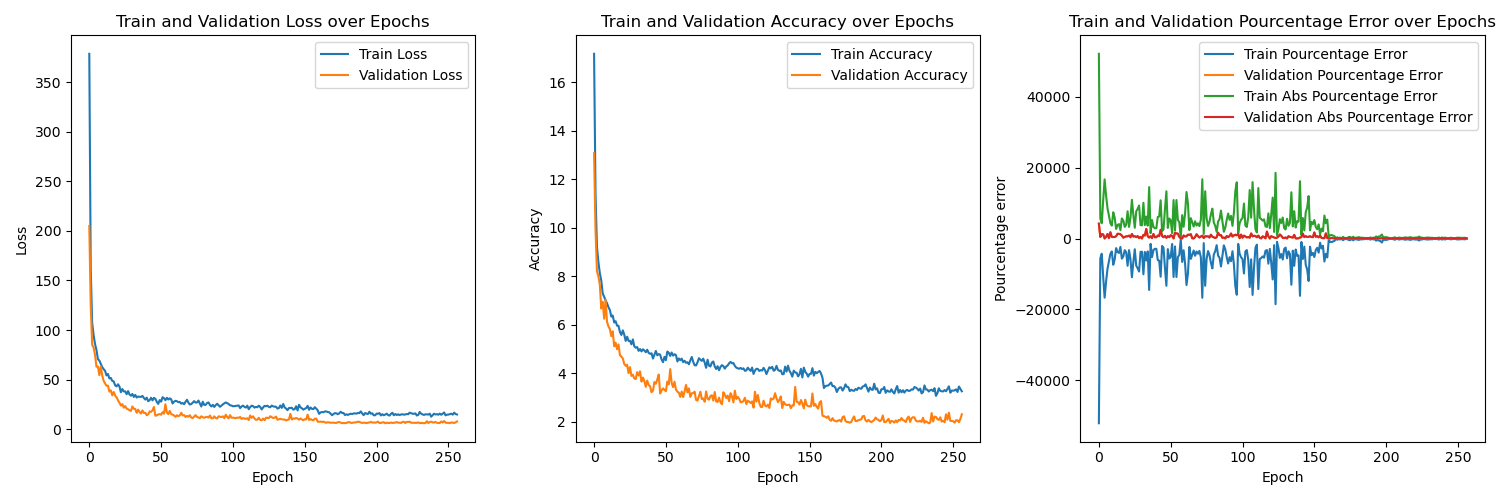 Train and Validation Loss over Epochs
Train Loss
Validation Loss
350
300
250
200
150
100
50
0
Loss
0 50 100 150 200 250
Epoch
Train and Validation Accuracy over Epochs
Train Accuracy
Validation Accuracy
16
14
12
10
8
6
4
2
Accuracy
0 50 100 150 200 250
Epoch
Train and Validation Pourcentage Error over Epochs
Train Pourcentage Error
Validation Pourcentage Error
Train Abs Pourcentage Error
Validation Abs Pourcentage Error
40000
20000
0
−20000
−40000
Pourcentage error
0 50 100 150 200 250
Epoch